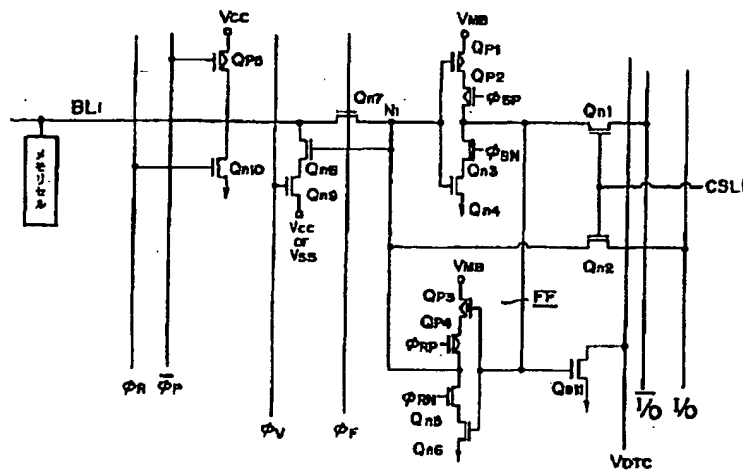 VCC
QP5
BLi
メモリセル
Qn10
Qn7
Qn8
Qn9
VCC
or
VSS
N1
VMB
QP1
QP2
φSP
φSN
Qn3
Qn4
Qn1
CSLi
Qn2
VMB
QP3
QP4
φRP
φRN
Qn5
Qn6
FF
Qn11
φR
φP
φV
φF
I/O
I/O
VDTC